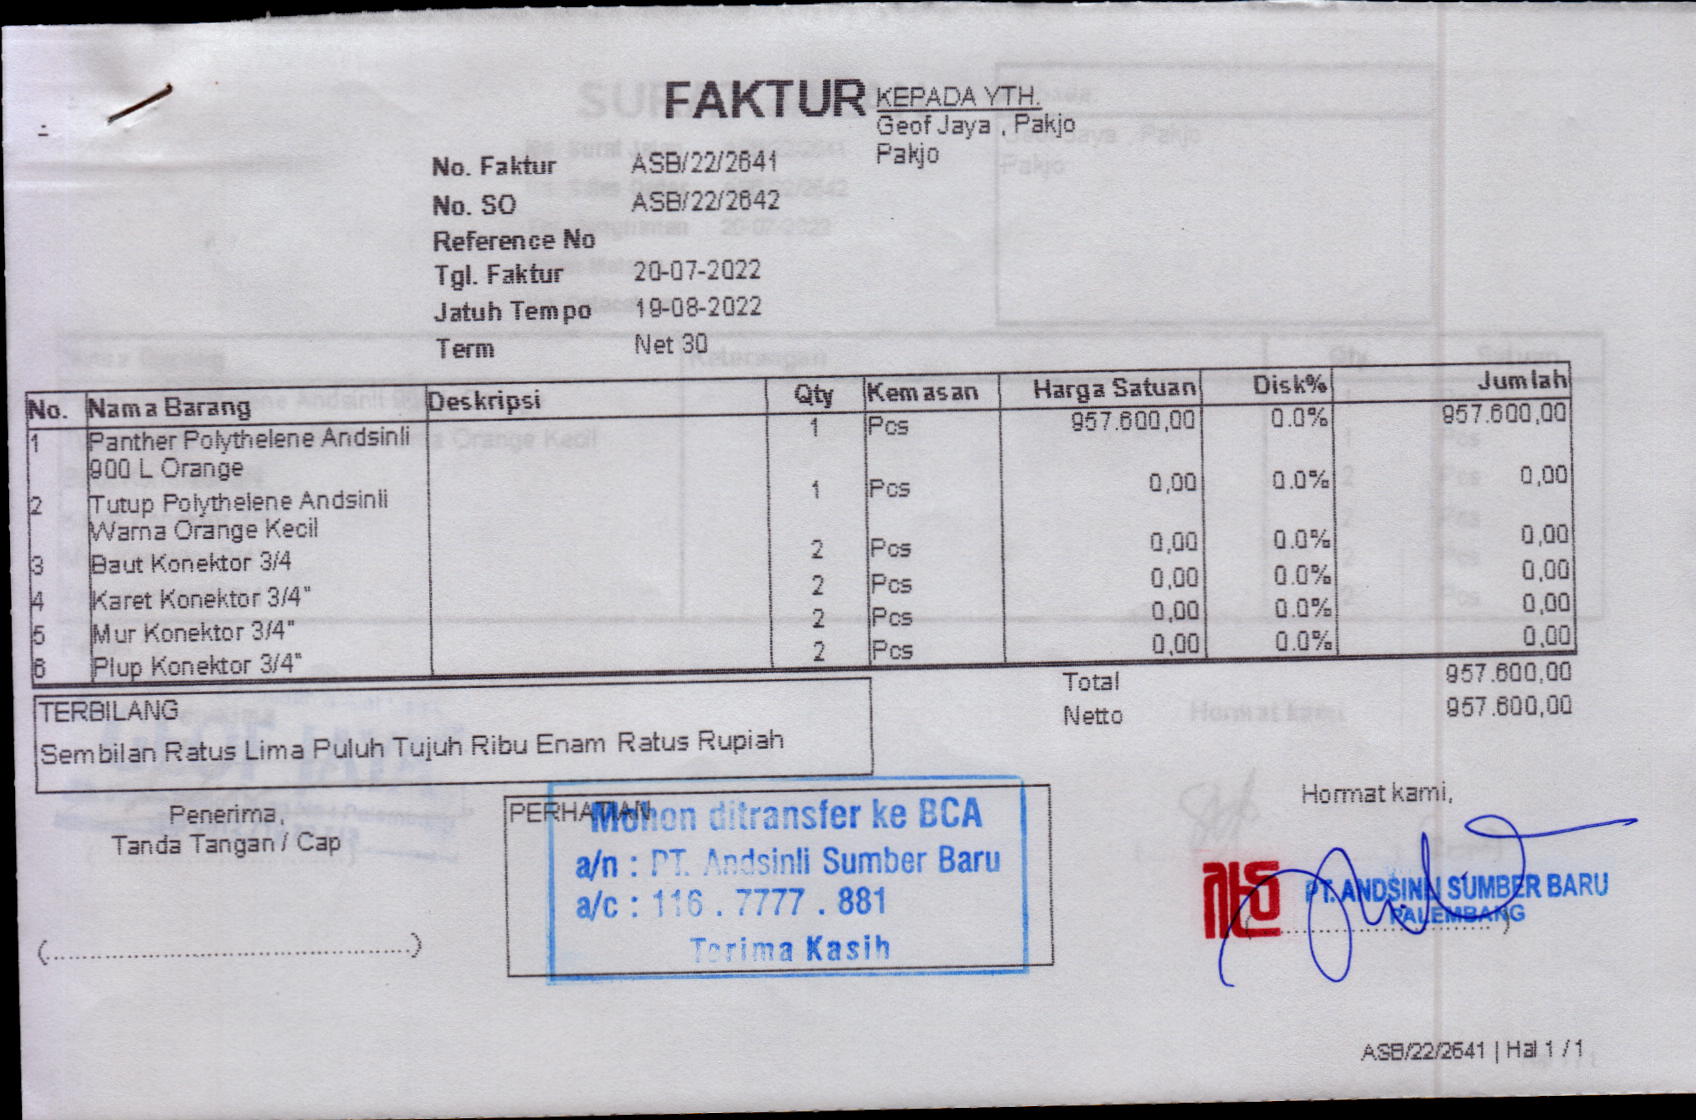 FAKTUR
KEPADA YTH.
Geof Jaya , Pakjo
Pakjo
No. Faktur ASB/22/2641
No. SO ASB/22/2642
Reference No
Tgl. Faktur 20-07-2022
Jatuh Tempo 19-08-2022
Term Net 30
No. Nama Barang Deskripsi Qty Kemasan Harga Satuan Disk% Jumlah
1 Panther Polythelene Andsinli 1 Pcs 957.600,00 0.0% 957.600,00
900 L Orange
2 Tutup Polythelene Andsinli 1 Pcs 0,00 0.0% 0,00
Warna Orange Kecil
3 Baut Konektor 3/4 2 Pcs 0,00 0.0% 0,00
4 Karet Konektor 3/4" 2 Pcs 0,00 0.0% 0,00
5 Mur Konektor 3/4" 2 Pcs 0,00 0.0% 0,00
6 Plup Konektor 3/4" 2 Pcs 0,00 0.0% 0,00
Total 957.600,00
Netto 957.600,00
TERBILANG
Sembilan Ratus Lima Puluh Tujuh Ribu Enam Ratus Rupiah
Penerima,
Tanda Tangan / Cap
(..............................................)
PERHATIAN
Mohon ditransfer ke BCA
a/n : PT. Andsinli Sumber Baru
a/c : 116 . 7777 . 881
Terima Kasih
Hormat kami,
PT. ANDSINLI SUMBER BARU
PALEMBANG
ASB/22/2641 | Hal 1 / 1